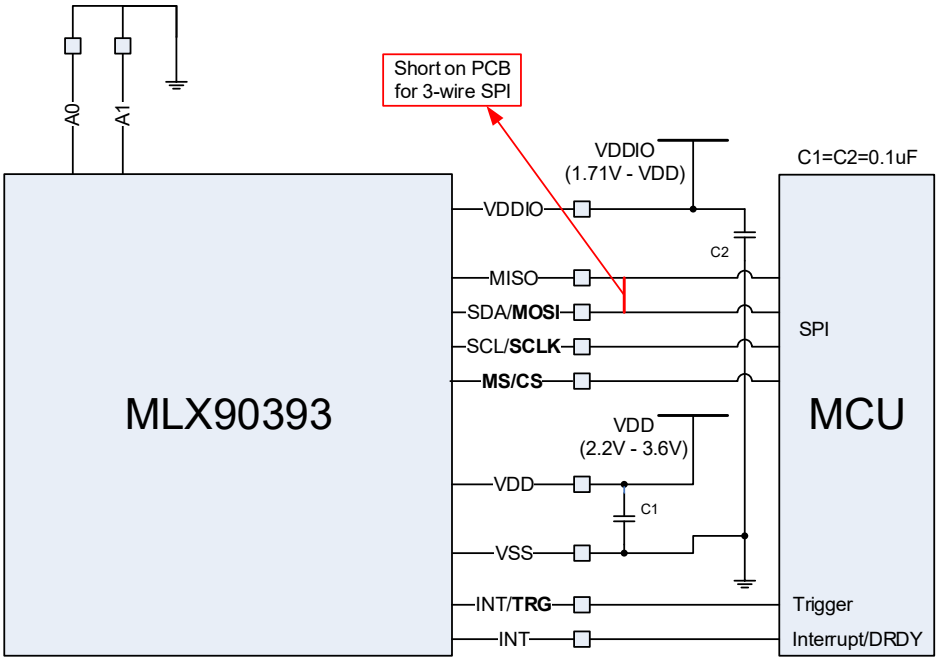 A0
A1
Short on PCB
for 3-wire SPI
VDDIO
(1.71V - VDD)
C1=C2=0.1uF
VDDIO
C2
MISO
SDA/MOSI
SCL/SCLK
MS/CS
SPI
MLX90393
MCU
VDD
(2.2V - 3.6V)
VDD
C1
VSS
INT/TRG
Trigger
INT
Interrupt/DRDY